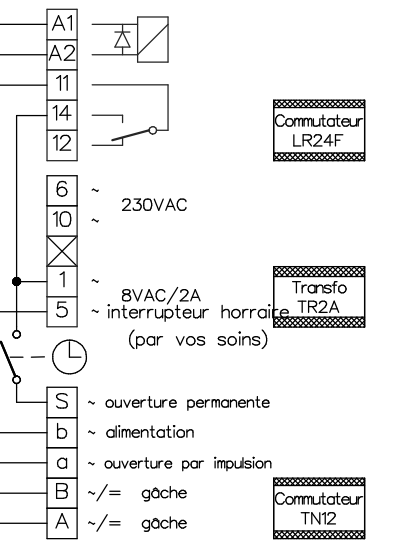 A1
A2
11
14
12
Commutateur
LR24F
6 ~
230VAC
10 ~
1 ~
8VAC/2A
Transfo
TR2A
5 ~ interrupteur horraire
(par vos soins)
S ~ ouverture permanente
b ~ alimentation
a ~ ouverture par impulsion
B ~/= gâche
A ~/= gâche
Commutateur
TN12